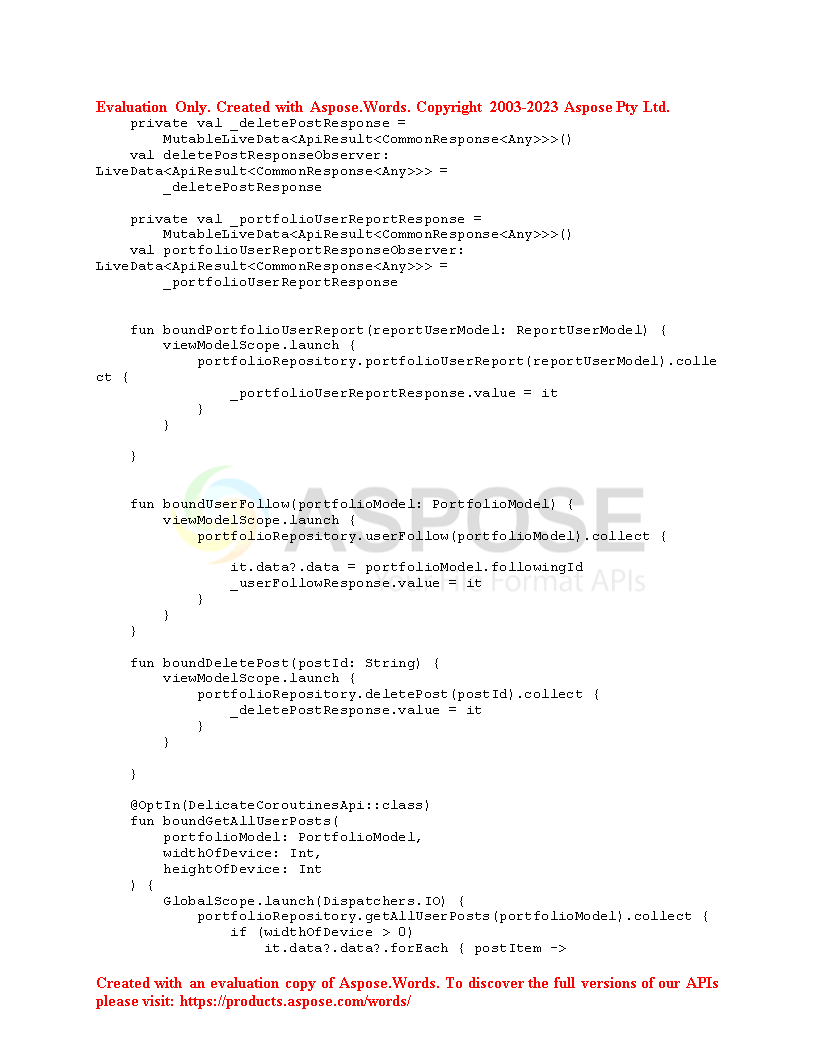 Evaluation Only. Created with Aspose.Words. Copyright 2003-2023 Aspose Pty Ltd.
    private val _deletePostResponse =
        MutableLiveData<ApiResult<CommonResponse<Any>>>()
    val deletePostResponseObserver:
LiveData<ApiResult<CommonResponse<Any>>> =
        _deletePostResponse

    private val _portfolioUserReportResponse =
        MutableLiveData<ApiResult<CommonResponse<Any>>>()
    val portfolioUserReportResponseObserver:
LiveData<ApiResult<CommonResponse<Any>>> =
        _portfolioUserReportResponse


    fun boundPortfolioUserReport(reportUserModel: ReportUserModel) {
        viewModelScope.launch {
            portfolioRepository.portfolioUserReport(reportUserModel).colle
ct {
                _portfolioUserReportResponse.value = it
            }
        }

    }


    fun boundUserFollow(portfolioModel: PortfolioModel) {
        viewModelScope.launch {
            portfolioRepository.userFollow(portfolioModel).collect {

                it.data?.data = portfolioModel.followingId
                _userFollowResponse.value = it
            }
        }
    }

    fun boundDeletePost(postId: String) {
        viewModelScope.launch {
            portfolioRepository.deletePost(postId).collect {
                _deletePostResponse.value = it
            }
        }

    }

    @OptIn(DelicateCoroutinesApi::class)
    fun boundGetAllUserPosts(
        portfolioModel: PortfolioModel,
        widthOfDevice: Int,
        heightOfDevice: Int
    ) {
        GlobalScope.launch(Dispatchers.IO) {
            portfolioRepository.getAllUserPosts(portfolioModel).collect {
                if (widthOfDevice > 0)
                    it.data?.data?.forEach { postItem ->
ASPOSE
File Format APIs
Created with an evaluation copy of Aspose.Words. To discover the full versions of our APIs
please visit: https://products.aspose.com/words/